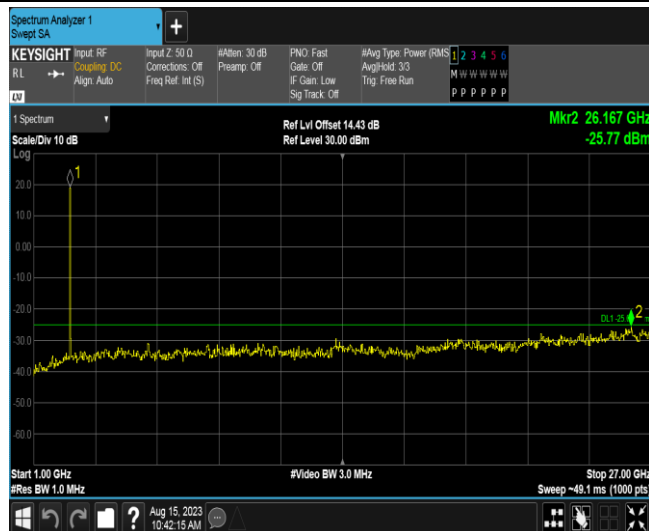 Spectrum Analyzer 1
Swept SA
+
KEYSIGHT
RL
LXI
Input: RF
Coupling: DC
Align: Auto
Input Z: 50 Ω
Corrections: Off
Freq Ref: Int (S)
#Atten: 30 dB
Preamp: Off
PNO: Fast
Gate: Off
IF Gain: Low
Sig Track: Off
#Avg Type: Power (RMS
Avg|Hold: 3/3
Trig: Free Run
1 2 3 4 5 6
M W W W W W
P P P P P P
1 Spectrum
Scale/Div 10 dB
Ref Lvl Offset 14.43 dB
Ref Level 30.00 dBm
Mkr2 26.167 GHz
-25.77 dBm
Log
1
20.0
10.0
0.00
-10.0
-20.0
DL1 -25.
2
-30.0
-40.0
-50.0
-60.0
Start 1.00 GHz
#Res BW 1.0 MHz
#Video BW 3.0 MHz
Stop 27.00 GHz
Sweep ~49.1 ms (1000 pts)
?
Aug 15, 2023
10:42:15 AM